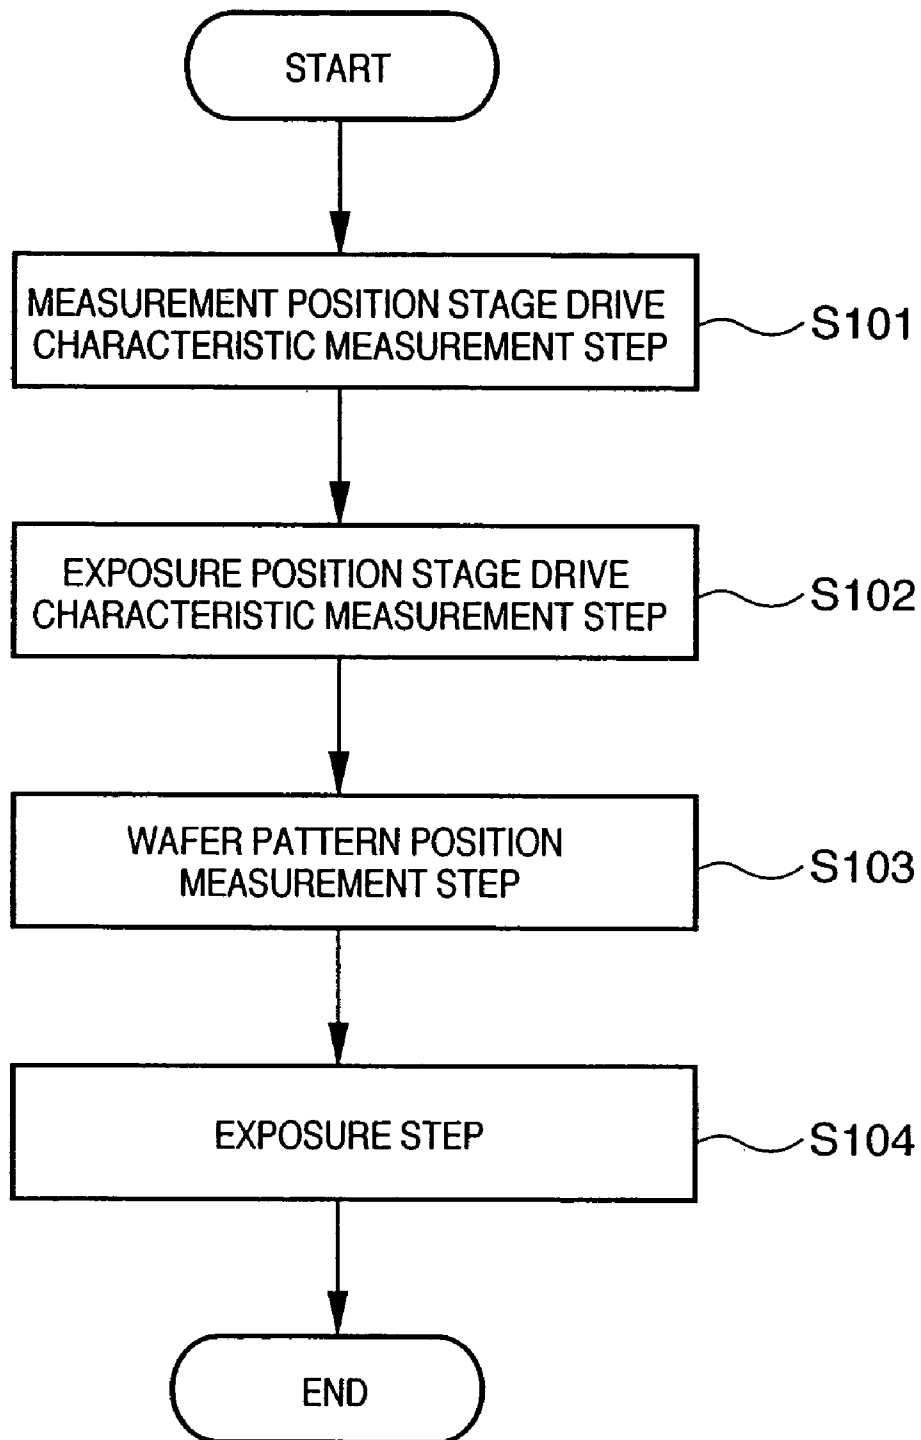 START
MEASUREMENT POSITION STAGE DRIVE
CHARACTERISTIC MEASUREMENT STEP
S101
EXPOSURE POSITION STAGE DRIVE
CHARACTERISTIC MEASUREMENT STEP
S102
WAFER PATTERN POSITION
MEASUREMENT STEP
S103
EXPOSURE STEP
S104
END